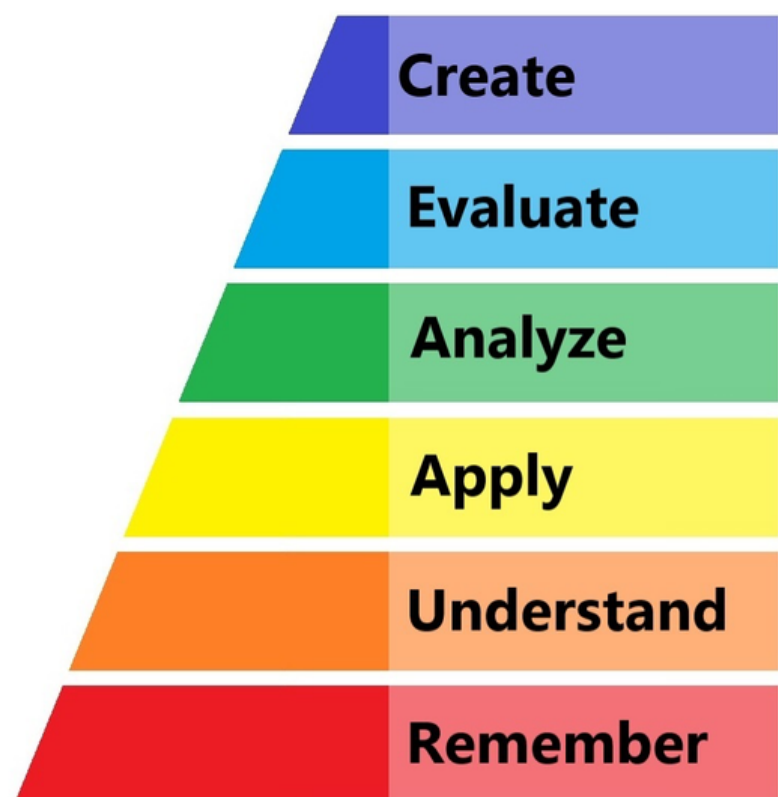 Create
Evaluate
Analyze
Apply
Understand
Remember